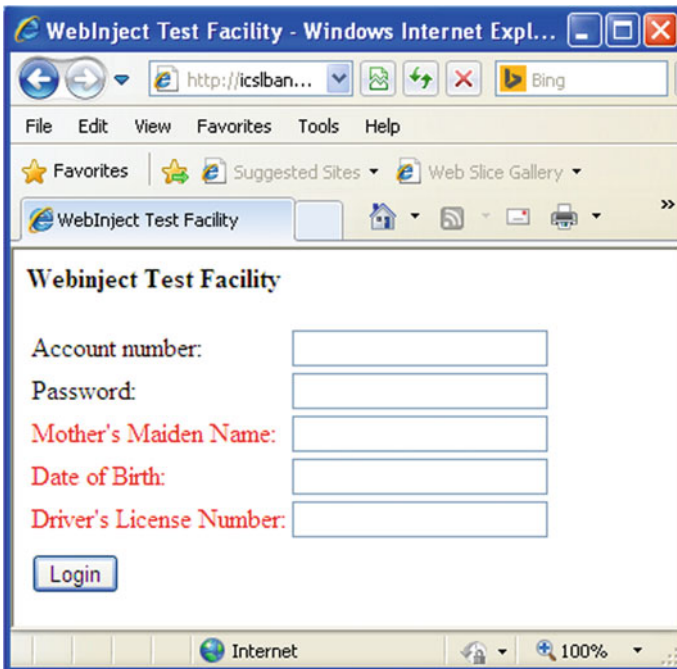 WebInject Test Facility - Windows Internet Expl...
http://icslban...
Bing
File Edit View Favorites Tools Help
Favorites Suggested Sites Web Slice Gallery
WebInject Test Facility »
Webinject Test Facility
Account number:
Password:
Mother's Maiden Name:
Date of Birth:
Driver's License Number:
Login
Internet 100%